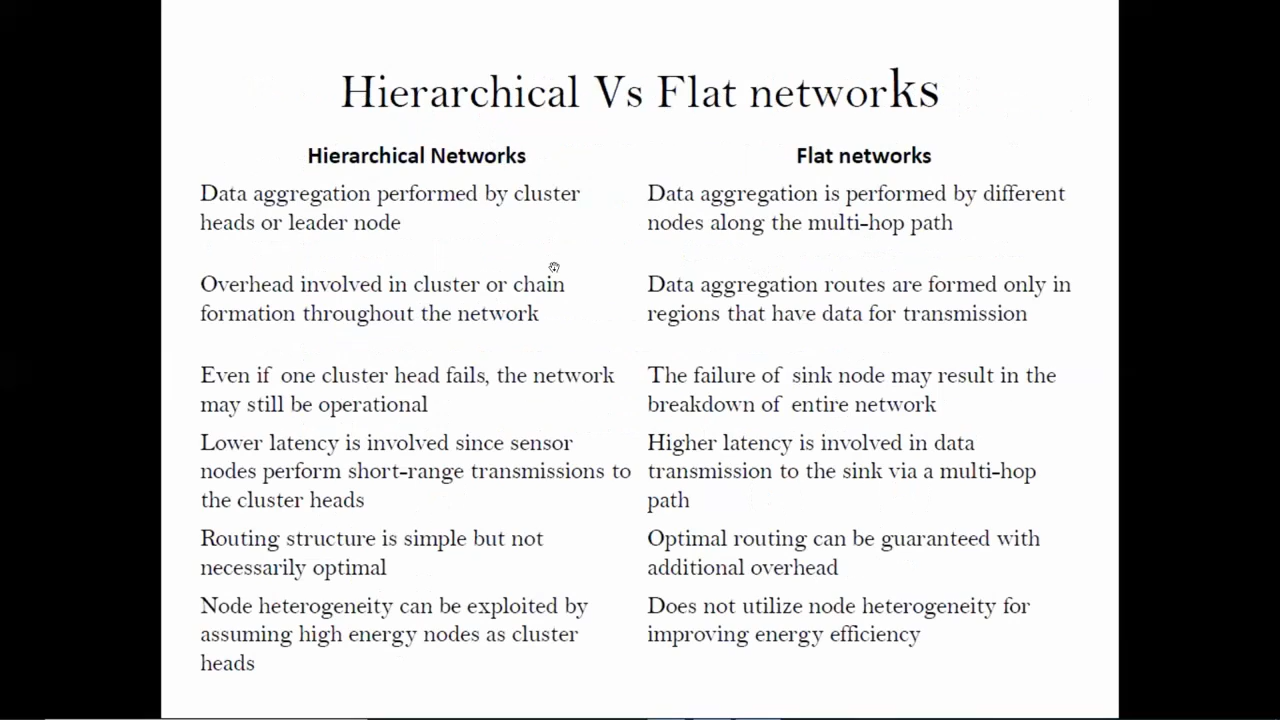 Hierarchical Vs Flat networks
Hierarchical Networks
Flat networks
Data aggregation performed by cluster
heads or leader node
Data aggregation is performed by different
nodes along the multi-hop path
Overhead involved in cluster or chain
formation throughout the network
Data aggregation routes are formed only in
regions that have data for transmission
Even if one cluster head fails, the network
may still be operational
The failure of sink node may result in the
breakdown of entire network
Lower latency is involved since sensor
nodes perform short-range transmissions to
the cluster heads
Higher latency is involved in data
transmission to the sink via a multi-hop
path
Routing structure is simple but not
necessarily optimal
Optimal routing can be guaranteed with
additional overhead
Node heterogeneity can be exploited by
assuming high energy nodes as cluster
heads
Does not utilize node heterogeneity for
improving energy efficiency